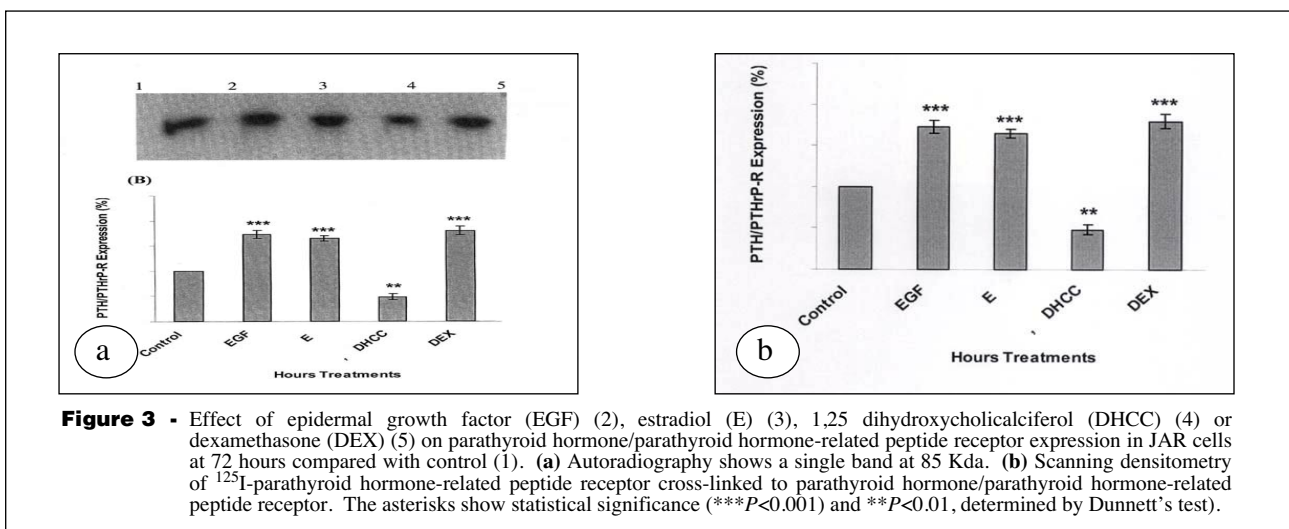 1 2 3 4 5
(B)
PTH/PTHrP-R Expression (%)
*** *** ** ***
Control EGF E , DHCC DEX
Hours Treatments
a
PTH/PTHrP-R Expression (%)
*** *** ** ***
Control EGF E , DHCC DEX
Hours Treatments
b
Figure 3 - Effect of epidermal growth factor (EGF) (2), estradiol (E) (3), 1,25 dihydroxycholicalciferol (DHCC) (4) or
dexamethasone (DEX) (5) on parathyroid hormone/parathyroid hormone-related peptide receptor expression in JAR cells
at 72 hours compared with control (1). (a) Autoradiography shows a single band at 85 Kda. (b) Scanning densitometry
of ¹²⁵I-parathyroid hormone-related peptide receptor cross-linked to parathyroid hormone/parathyroid hormone-related
peptide receptor. The asterisks show statistical significance (***P<0.001) and **P<0.01, determined by Dunnett's test).